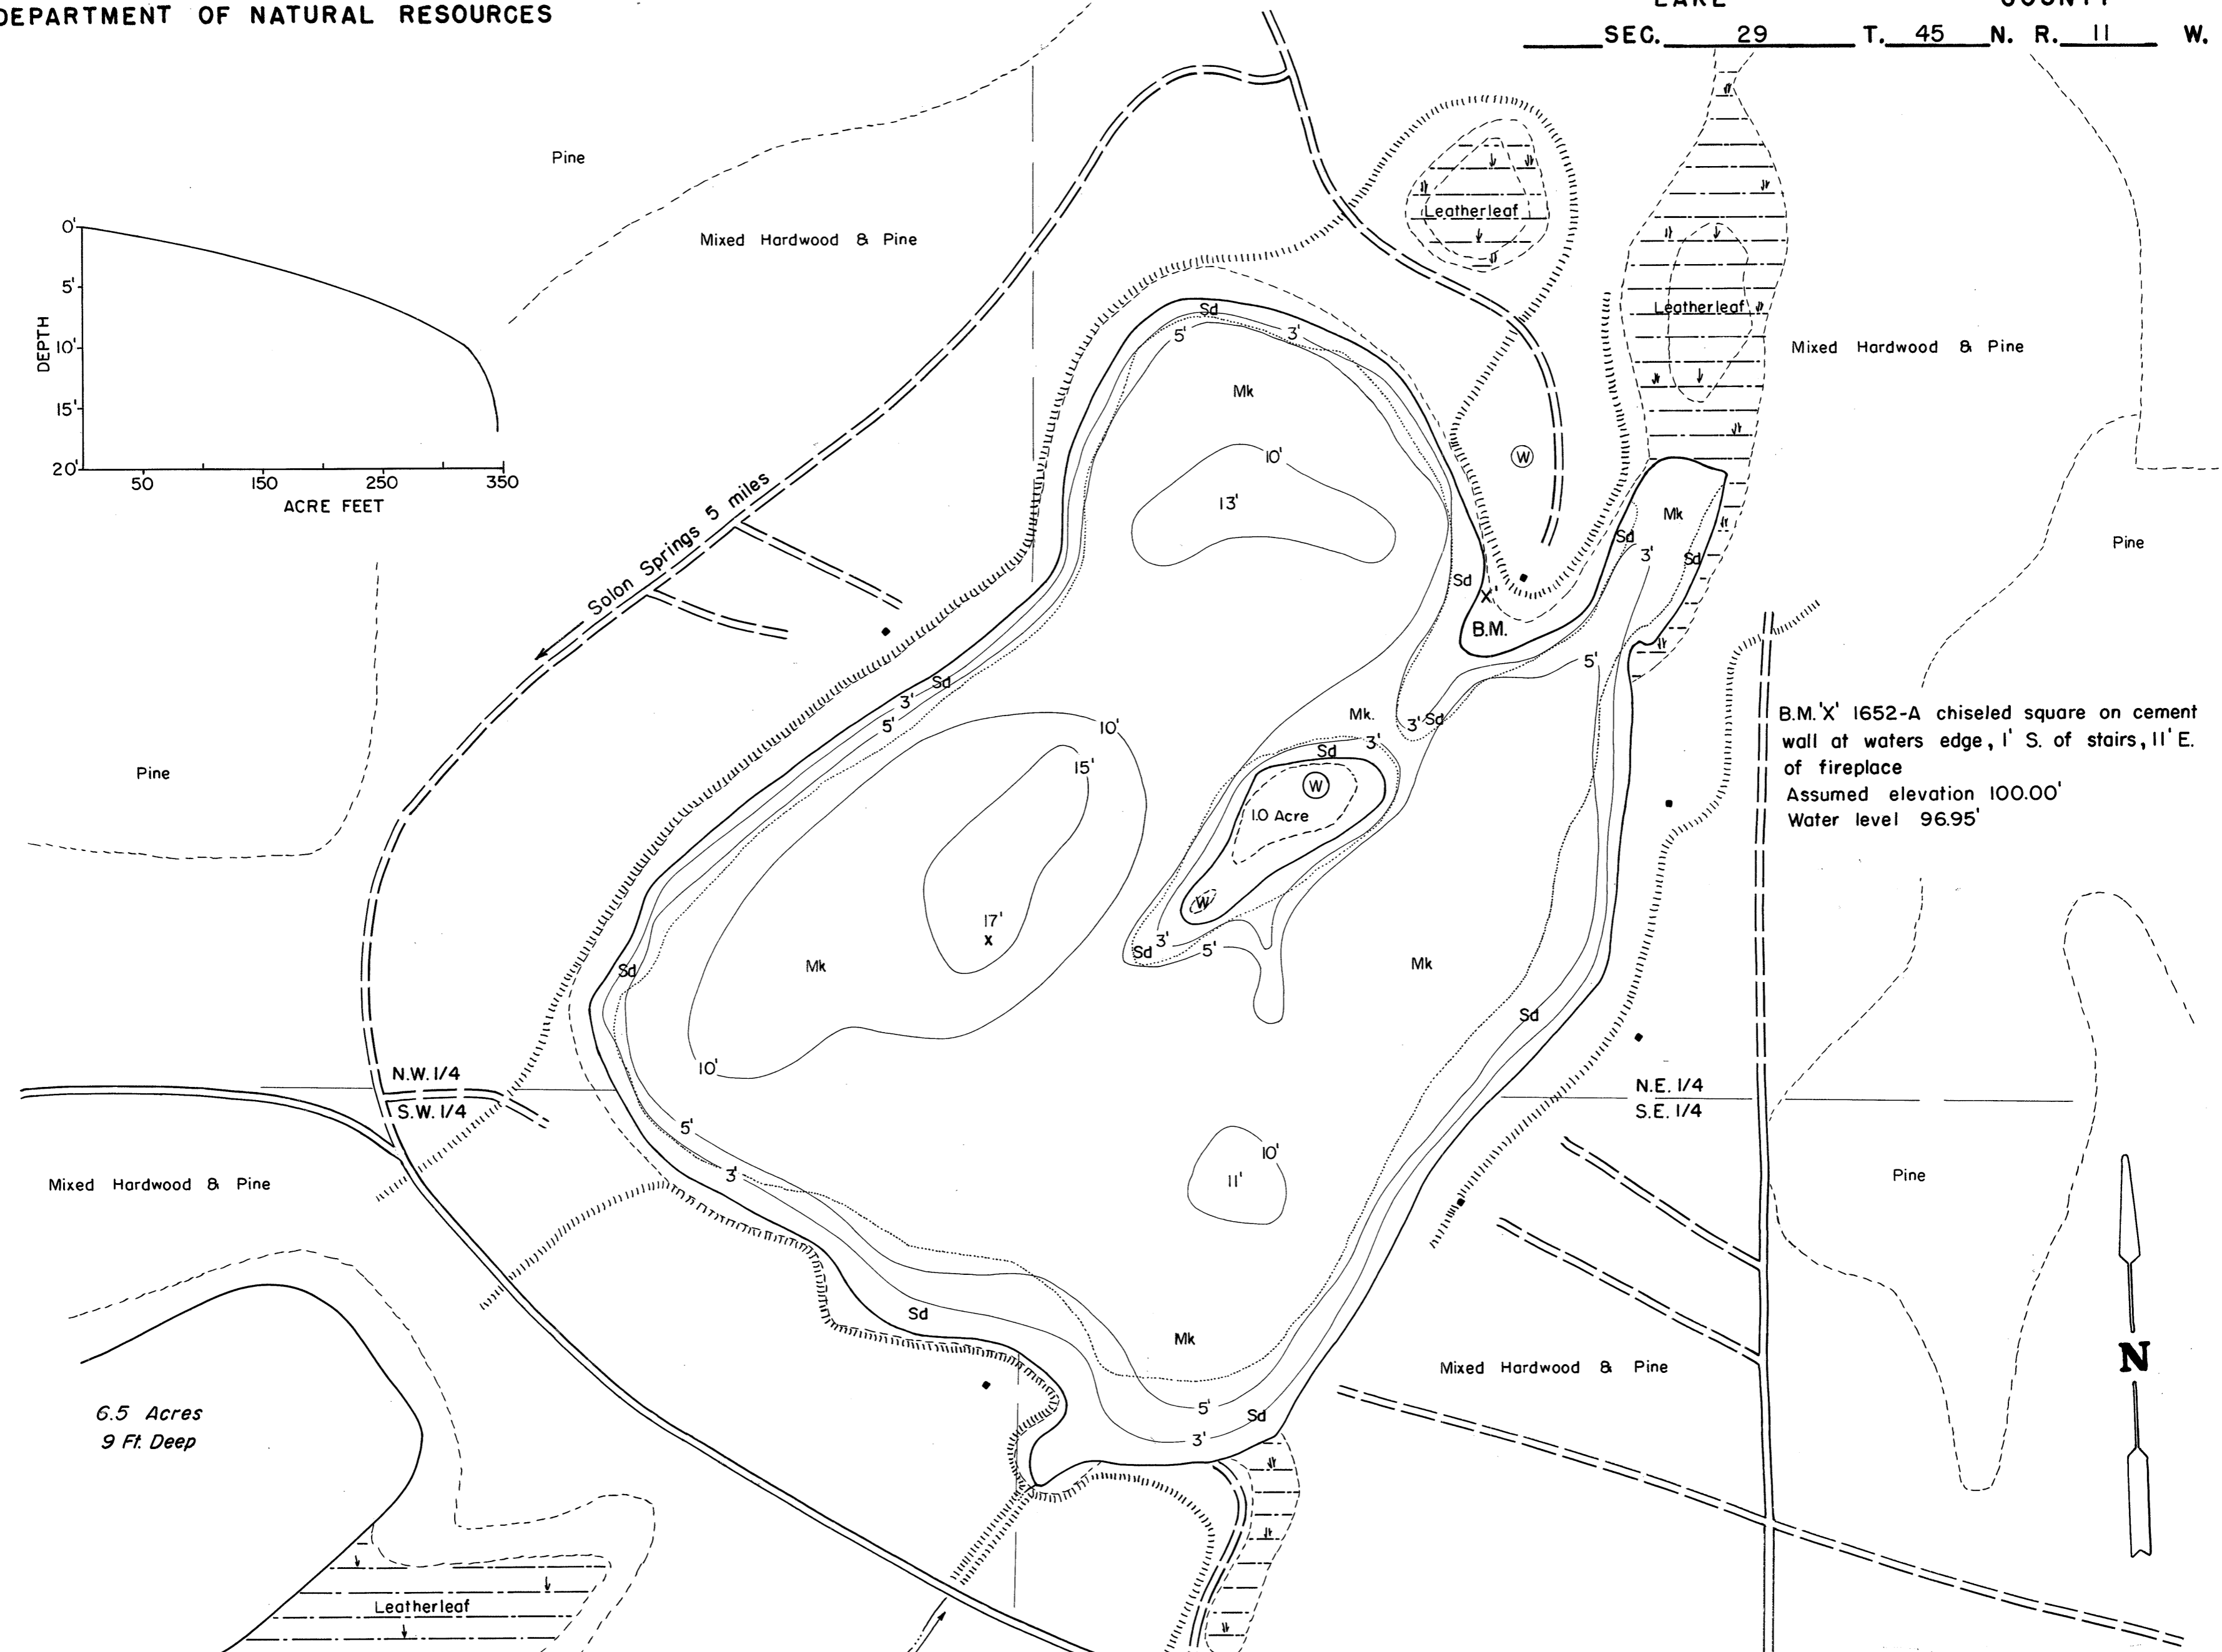 DEPARTMENT OF NATURAL RESOURCES
LAKE COUNTY
SEC. 29 T. 45 N. R. 11 W.
Pine
Mixed Hardwood & Pine
Leatherleaf
Leatherleaf
Mixed Hardwood & Pine
0'
5'
10'
15'
20'
DEPTH
50 150 250 350
ACRE FEET
Solon Springs 5 miles
Sd
5'
3'
Mk
10'
13'
W
Mk
Sd
3'
Sd
Sd
X
B.M.
5'
Pine
Sd
3'
5'
10'
15'
Mk.
3' Sd
3'
Sd
W
1.0 Acre
W
Pine
B.M.'X' 1652-A chiseled square on cement
wall at waters edge, 1' S. of stairs, 11' E.
of fireplace
Assumed elevation 100.00'
Water level 96.95'
17'
x
Mk
Sd
Sd
3'
5'
Mk
Sd
10'
N.W. 1/4
S.W. 1/4
N.E. 1/4
S.E. 1/4
5'
3'
10'
11'
Mixed Hardwood & Pine
Pine
Sd
Mk
Mixed Hardwood & Pine
N
6.5 Acres
9 Ft. Deep
5'
Sd
3'
Leatherleaf